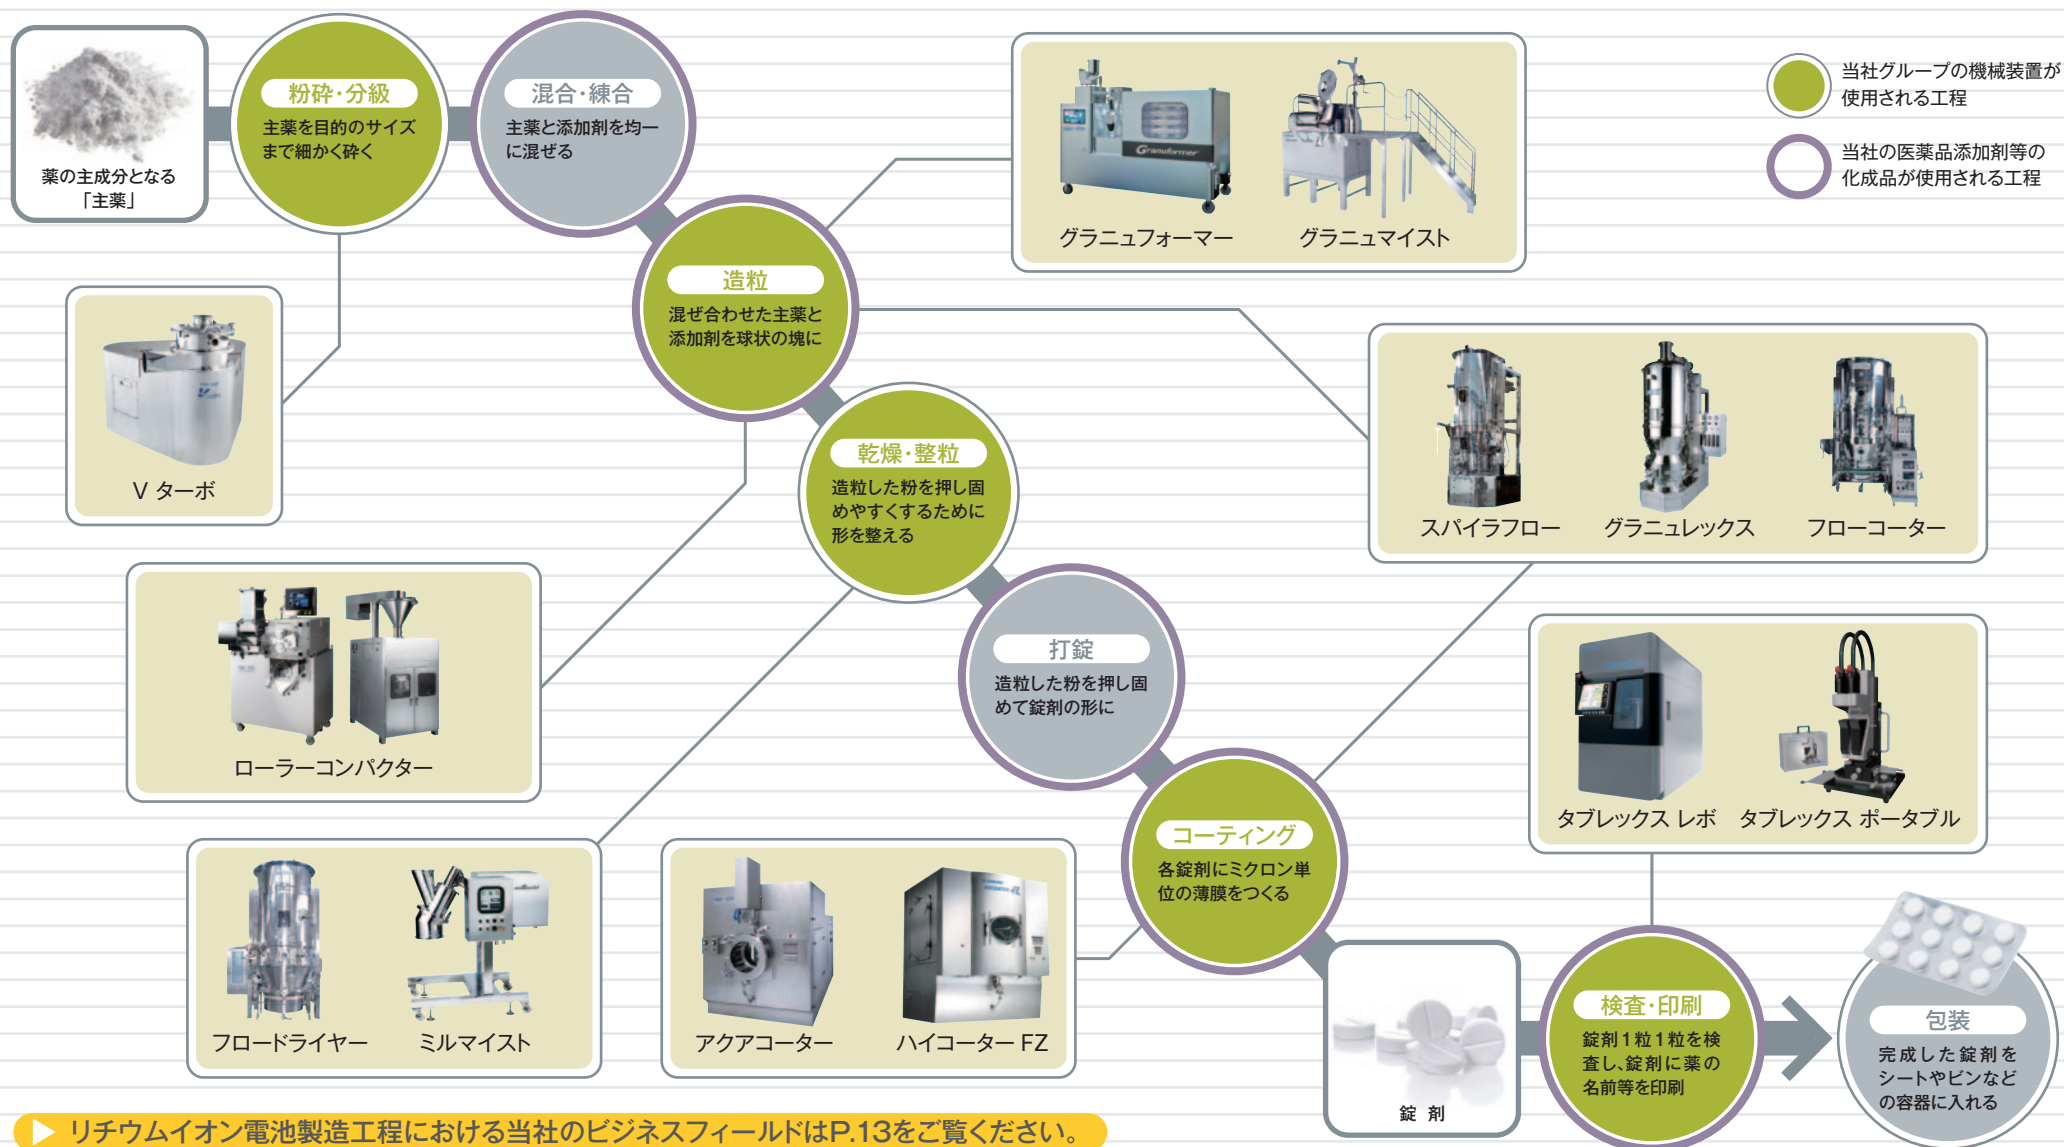 薬の主成分となる
「主薬」
粉砕・分級
主薬を目的のサイズ
まで細かく砕く
混合・練合
主薬と添加剤を均一
に混ぜる
造粒
混ぜ合わせた主薬と
添加剤を球状の塊に
乾燥・整粒
造粒した粉を押し固
めやすくするために
形を整える
打錠
造粒した粉を押し固
めて錠剤の形に
コーティング
各錠剤にミクロン単
位の薄膜をつくる
錠 剤
検査・印刷
錠剤1粒1粒を検
査し、錠剤に薬の
名前等を印刷
包装
完成した錠剤を
シートやビンなど
の容器に入れる
当社グループの機械装置が
使用される工程
当社の医薬品添加剤等の
化成品が使用される工程
Granuformer
グラニュフォーマー
グラニュマイスト
V ターボ
スパイラフロー
グラニュレックス
フローコーター
ローラーコンパクター
タブレックス レボ
タブレックス ポータブル
フロードライヤー
ミルマイスト
アクアコーター
ハイコーター FZ
リチウムイオン電池製造工程における当社のビジネスフィールドはP.13をご覧ください。